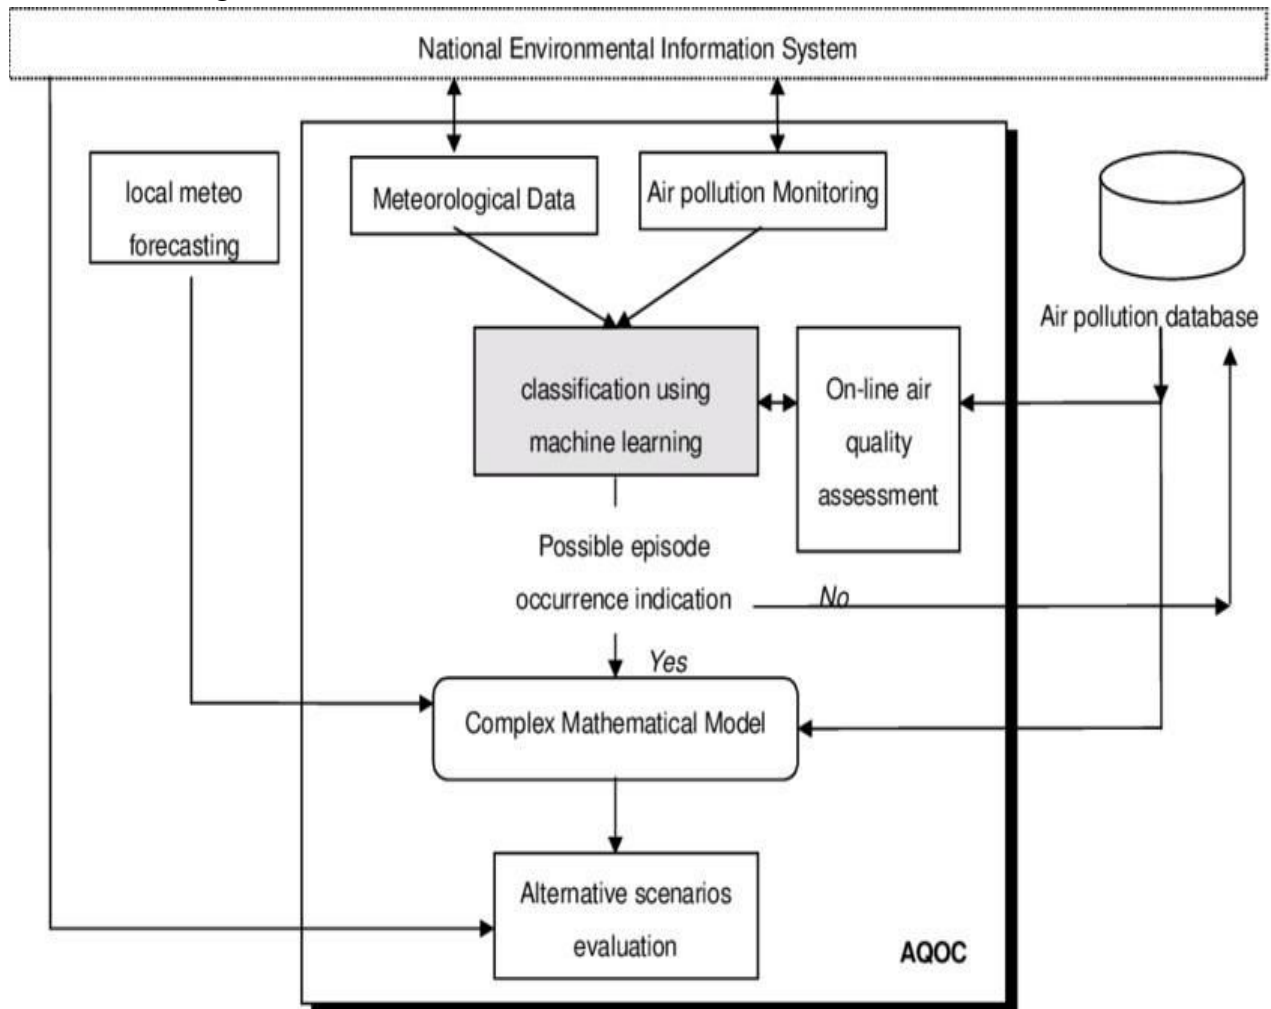 National Environmental Information System
local meteo
forecasting
Meteorological Data
Air pollution Monitoring
Air pollution database
classification using
machine learning
On-line air
quality
assessment
Possible episode
occurrence indication
No
Yes
Complex Mathematical Model
Alternative scenarios
evaluation
AQOC